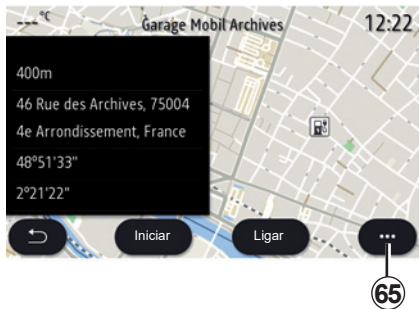 ---°C
Garage Mobil Archives
12:22
400m
46 Rue des Archives, 75004
4e Arrondissement, France
48°51'33"
2°21'22"
Iniciar
Ligar
65